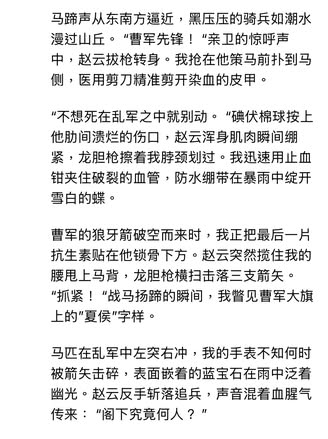 马蹄声从东南方逼近，黑压压的骑兵如潮水
漫过山丘。 “曹军先锋！ “亲卫的惊呼声
中，赵云拔枪转身。我抢在他策马前扑到马
侧，医用剪刀精准剪开染血的皮甲。
“不想死在乱军之中就别动。 “碘伏棉球按上
他肋间溃烂的伤口，赵云浑身肌肉瞬间绷
紧，龙胆枪擦着我脖颈划过。我迅速用止血
钳夹住破裂的血管，防水绷带在暴雨中绽开
雪白的蝶。
曹军的狼牙箭破空而来时，我正把最后一片
抗生素贴在他锁骨下方。赵云突然揽住我的
腰甩上马背，龙胆枪横扫击落三支箭矢。
“抓紧！ “战马扬蹄的瞬间，我瞥见曹军大旗
上的”夏侯”字样。
马匹在乱军中左突右冲，我的手表不知何时
被箭矢击碎，表面嵌着的蓝宝石在雨中泛着
幽光。赵云反手斩落追兵，声音混着血腥气
传来： “阁下究竟何人？ ”